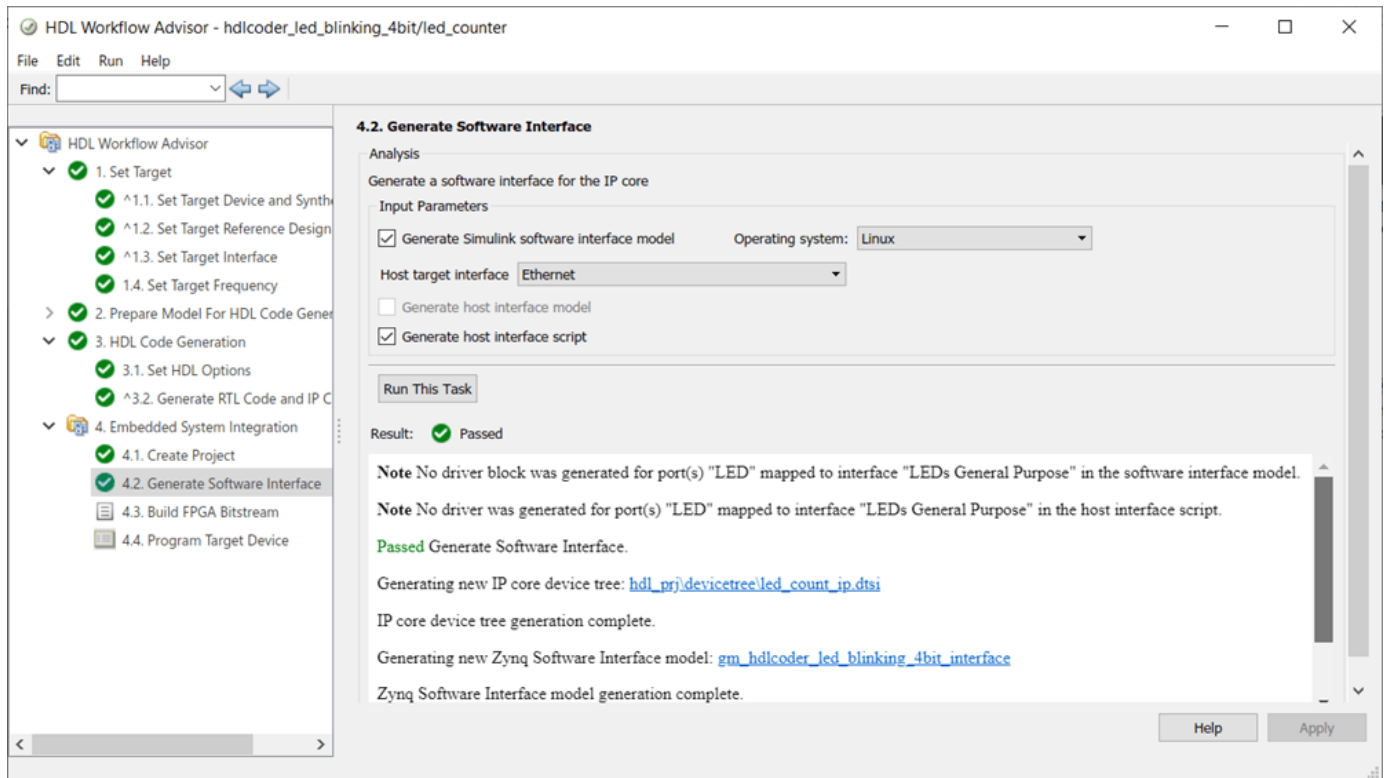 HDL Workflow Advisor - hdlcoder_led_blinking_4bit/led_counter
File Edit Run Help
Find:
HDL Workflow Advisor
1. Set Target
^1.1. Set Target Device and Synthe
^1.2. Set Target Reference Design
^1.3. Set Target Interface
1.4. Set Target Frequency
2. Prepare Model For HDL Code Gener
3. HDL Code Generation
3.1. Set HDL Options
^3.2. Generate RTL Code and IP C
4. Embedded System Integration
4.1. Create Project
4.2. Generate Software Interface
4.3. Build FPGA Bitstream
4.4. Program Target Device
4.2. Generate Software Interface
Analysis
Generate a software interface for the IP core
Input Parameters
Generate Simulink software interface model Operating system: Linux
Host target interface Ethernet
Generate host interface model
Generate host interface script
Run This Task
Result: Passed
Note No driver block was generated for port(s) "LED" mapped to interface "LEDs General Purpose" in the software interface model.
Note No driver was generated for port(s) "LED" mapped to interface "LEDs General Purpose" in the host interface script.
Passed Generate Software Interface.
Generating new IP core device tree: hdl_prj\devicetree\led_count_ip.dtsi
IP core device tree generation complete.
Generating new Zynq Software Interface model: gm_hdlcoder_led_blinking_4bit_interface
Zynq Software Interface model generation complete.
Help Apply